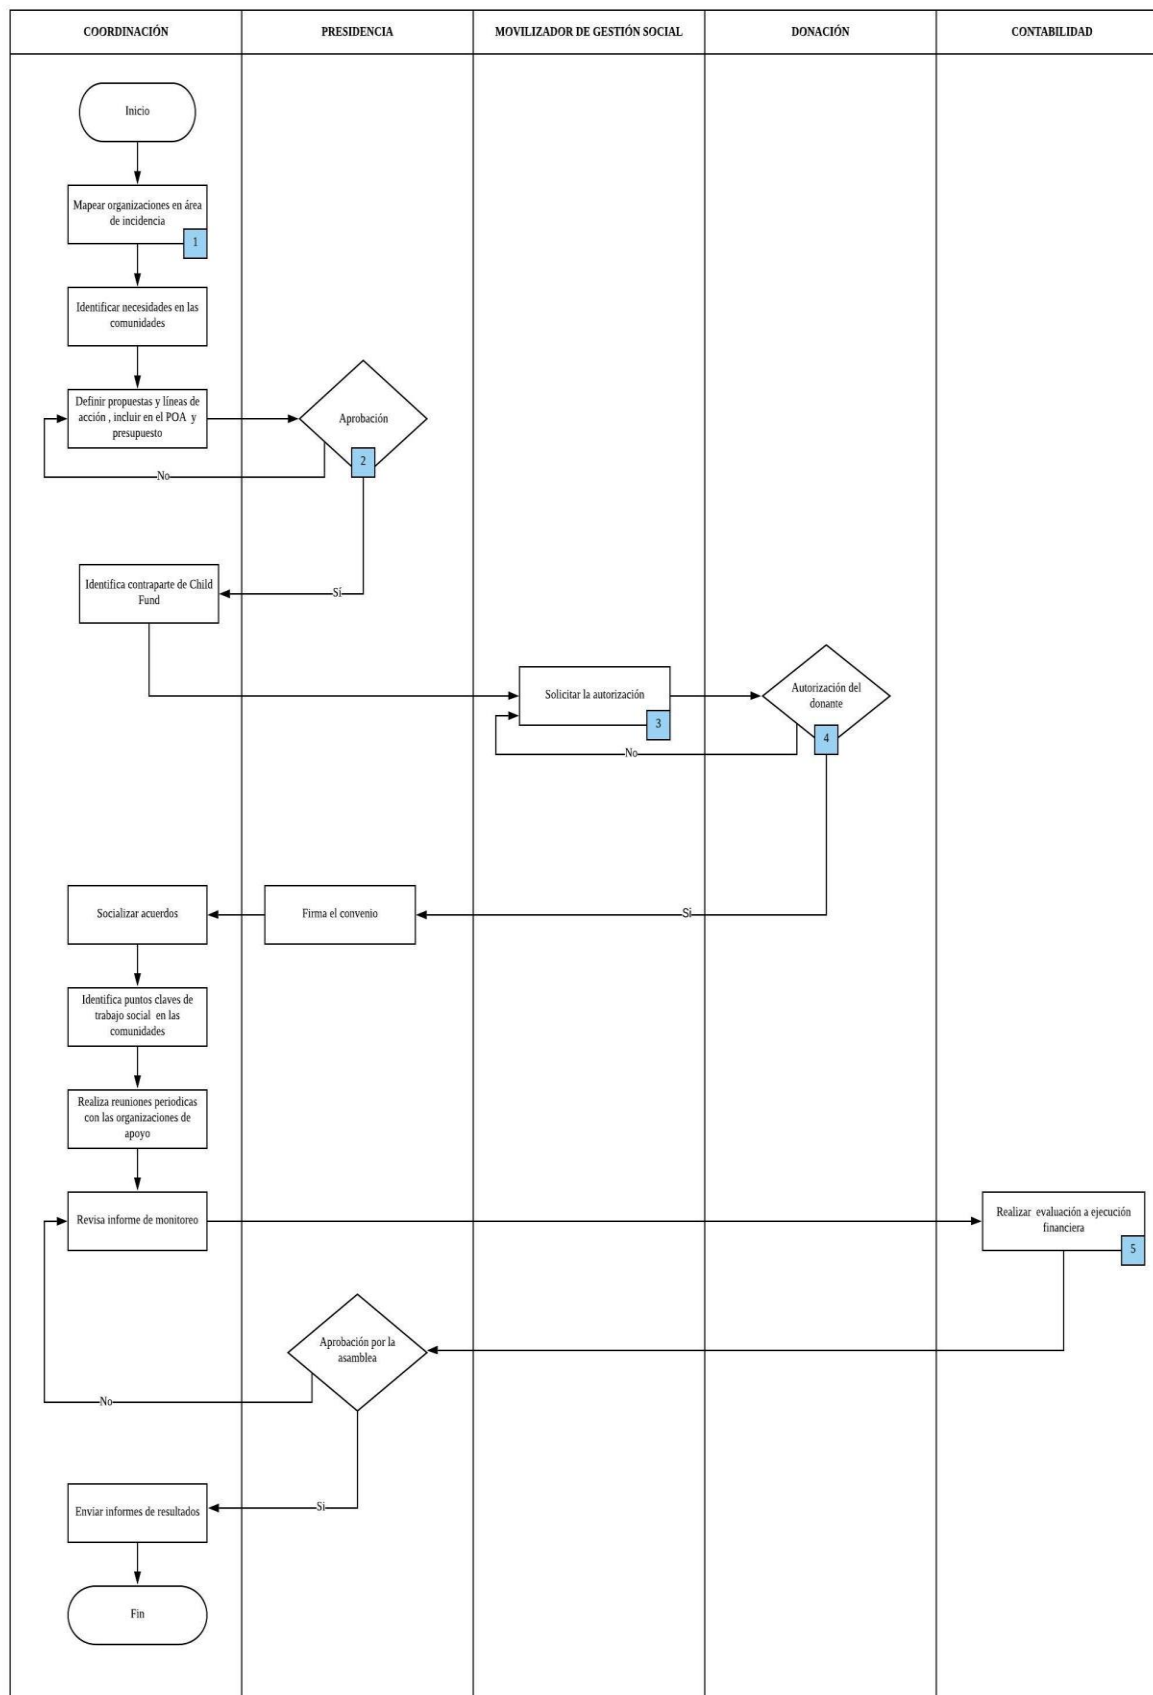 COORDINACIÓN
PRESIDENCIA
MOVILIZADOR DE GESTIÓN SOCIAL
DONACIÓN
CONTABILIDAD
Inicio
Mapear organizaciones en área
de incidencia
1
Identificar necesidades en las
comunidades
Definir propuestas y líneas de
acción , incluir en el POA y
presupuesto
Aprobación
2
No
Identifica contraparte de Child
Fund
Sí
Solicitar la autorización
3
Autorización del
donante
4
No
Socializar acuerdos
Firma el convenio
Si
Identifica puntos claves de
trabajo social en las
comunidades
Realiza reuniones periodicas
con las organizaciones de
apoyo
Revisa informe de monitoreo
Realizar evaluación a ejecución
financiera
5
Aprobación por la
asamblea
No
Enviar informes de resultados
Si
Fin